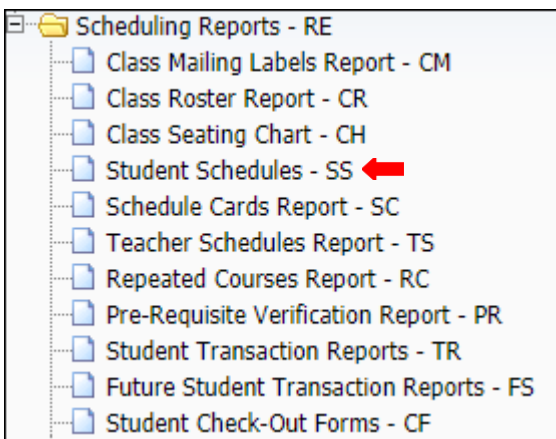 Scheduling Reports - RE
Class Mailing Labels Report - CM
Class Roster Report - CR
Class Seating Chart - CH
Student Schedules - SS
Schedule Cards Report - SC
Teacher Schedules Report - TS
Repeated Courses Report - RC
Pre-Requisite Verification Report - PR
Student Transaction Reports - TR
Future Student Transaction Reports - FS
Student Check-Out Forms - CF